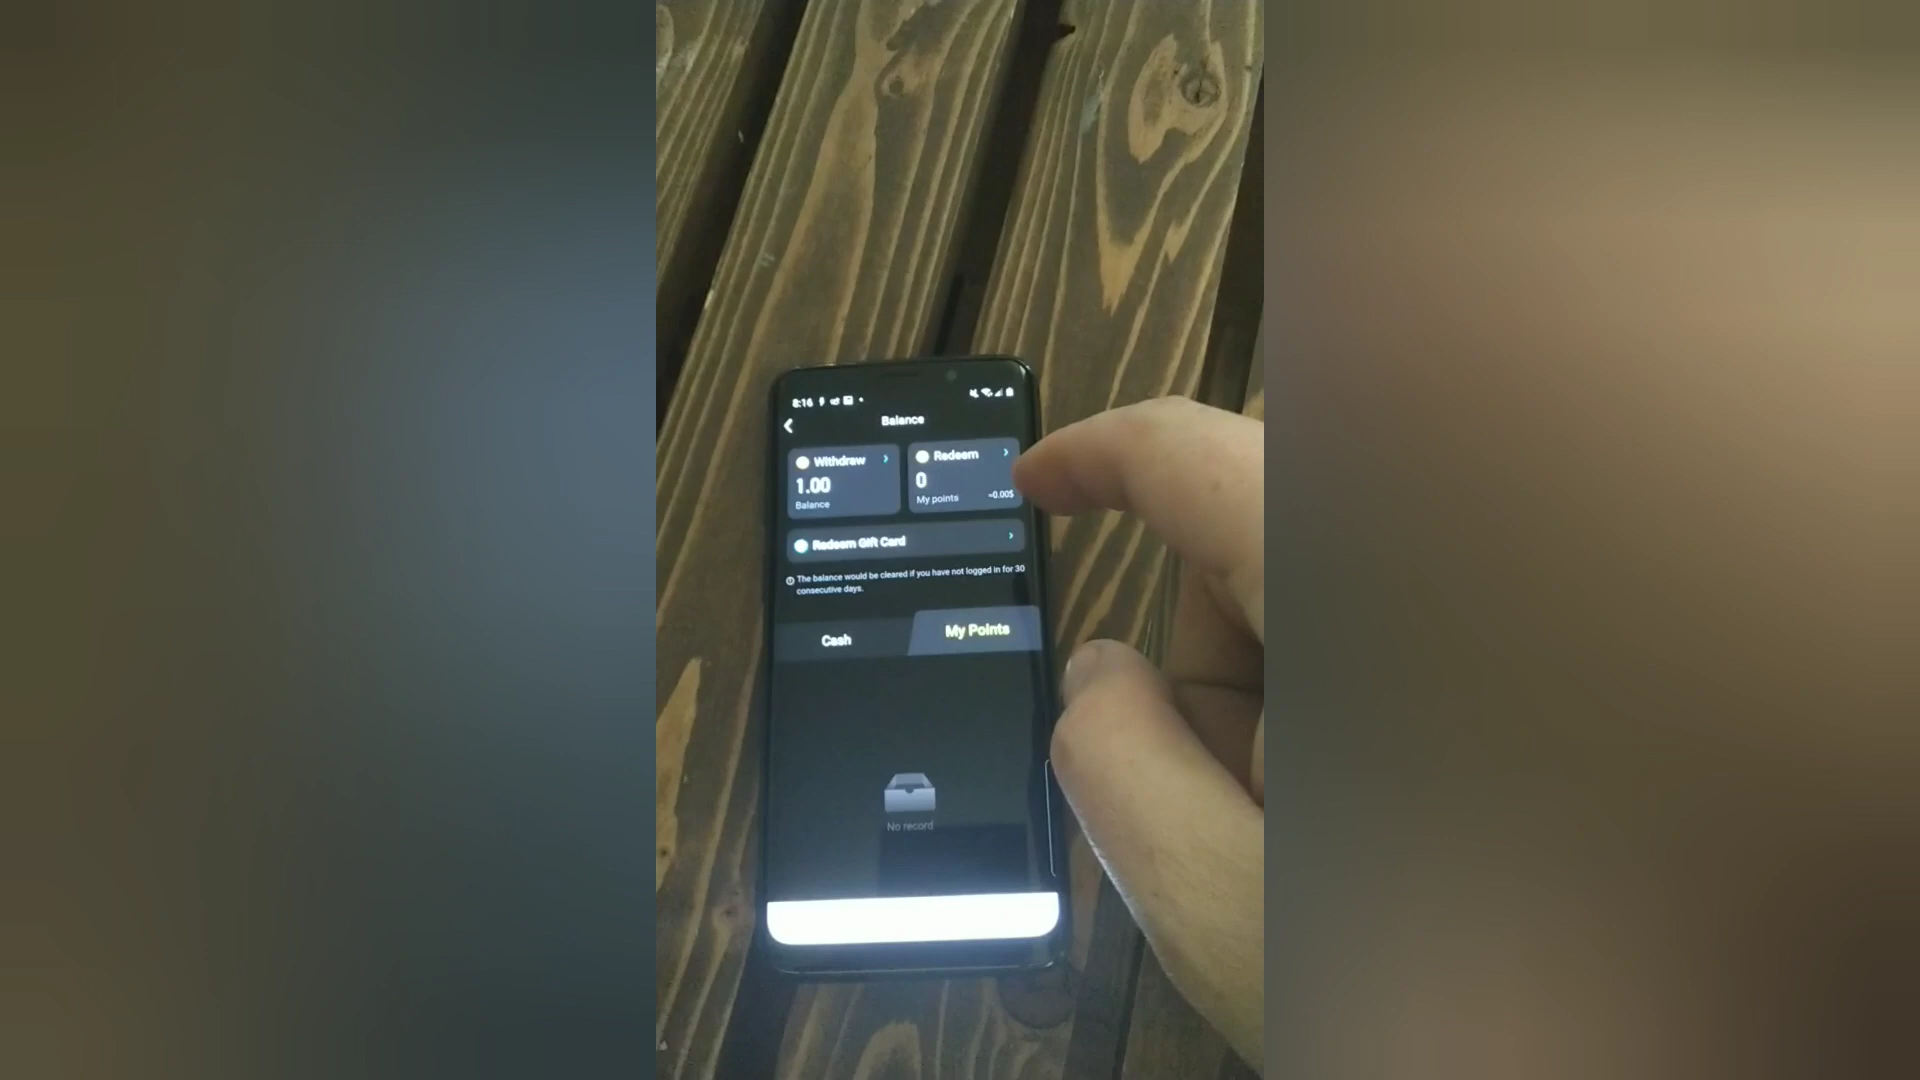 8:16
Balance
Withdraw
1.00
Balance
Redeem
0
My points ≈0.00$
Redeem Gift Card
The balance would be cleared if you have not logged in for 30
consecutive days.
Cash
My Points
No record